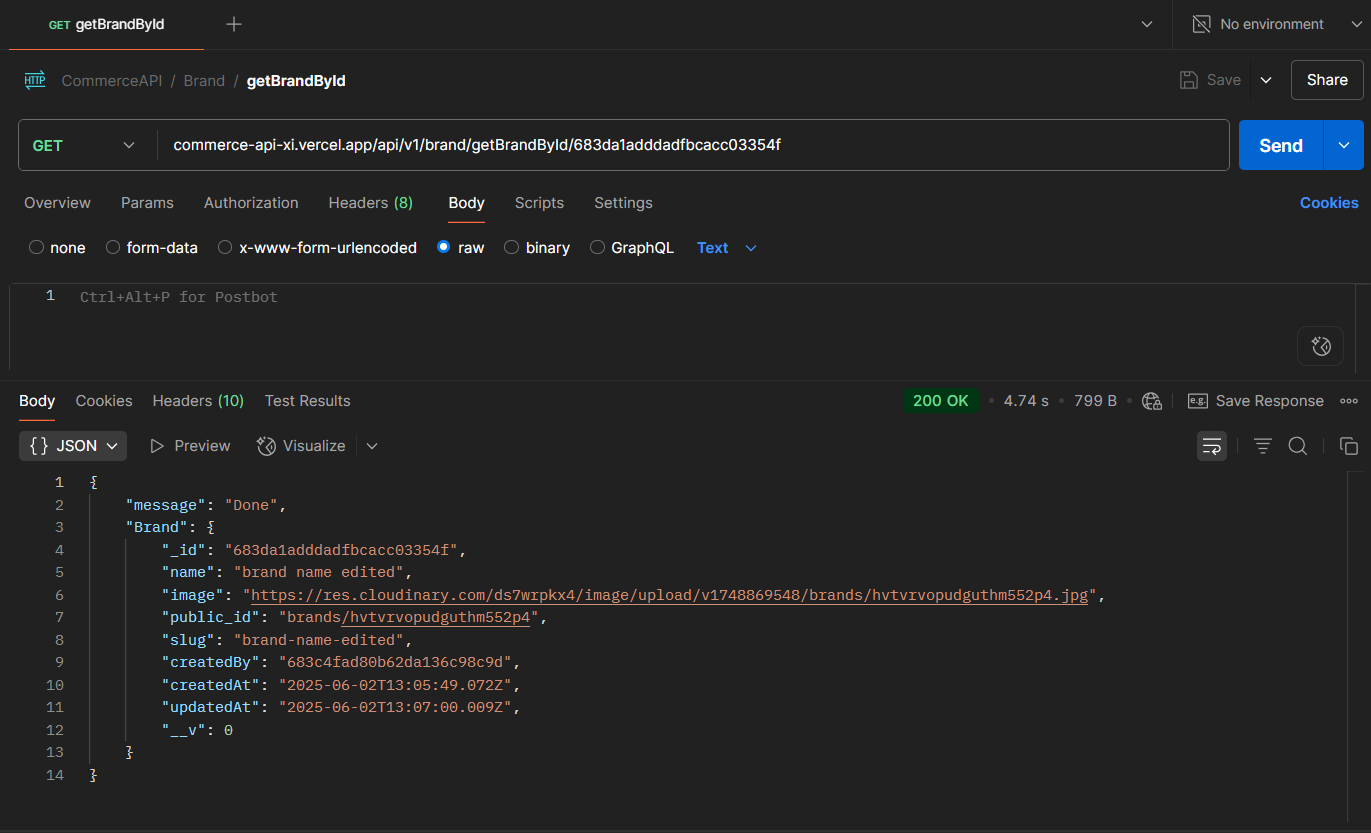 GET getBrandById
No environment
HTTP CommerceAPI / Brand / getBrandById
Save
Share
GET commerce-api-xi.vercel.app/api/v1/brand/getBrandById/683da1adddadfbcacc03354f
Send
Overview Params Authorization Headers (8) Body Scripts Settings Cookies
none form-data x-www-form-urlencoded raw binary GraphQL Text
1 Ctrl+Alt+P for Postbot
Body Cookies Headers (10) Test Results 200 OK • 4.74 s • 799 B • e.g. Save Response
{} JSON Preview Visualize
1 {
2 "message": "Done",
3 "Brand": {
4 "_id": "683da1adddadfbcacc03354f",
5 "name": "brand name edited",
6 "image": "https://res.cloudinary.com/ds7wrpkx4/image/upload/v1748869548/brands/hvtvrvopudguthm552p4.jpg",
7 "public_id": "brands/hvtvrvopudguthm552p4",
8 "slug": "brand-name-edited",
9 "createdBy": "683c4fad80b62da136c98c9d",
10 "createdAt": "2025-06-02T13:05:49.072Z",
11 "updatedAt": "2025-06-02T13:07:00.009Z",
12 "__v": 0
13 }
14 }